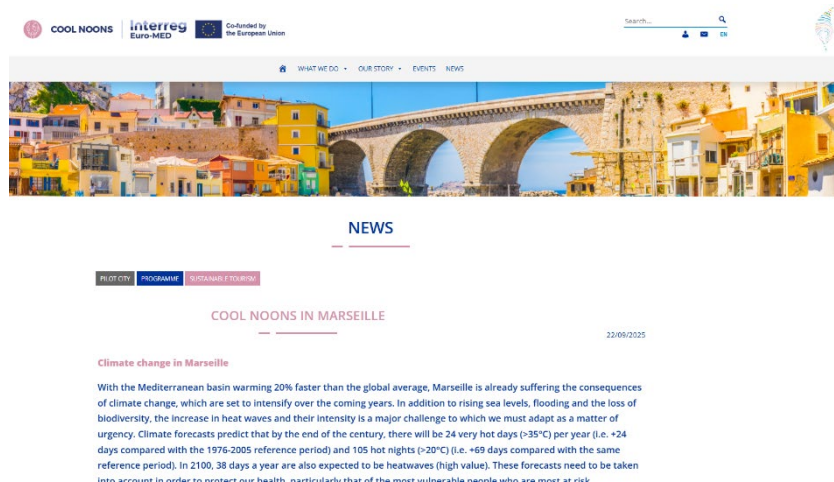 COOL NOONS
Interreg
Euro-MED
Co-funded by
the European Union
Search...
EN
WHAT WE DO
OUR STORY
EVENTS
NEWS
NEWS
PILOT CITY
PROGRAMME
SUSTAINABLE TOURISM
COOL NOONS IN MARSEILLE
22/09/2025
Climate change in Marseille
With the Mediterranean basin warming 20% faster than the global average, Marseille is already suffering the consequences
of climate change, which are set to intensify over the coming years. In addition to rising sea levels, flooding and the loss of
biodiversity, the increase in heat waves and their intensity is a major challenge to which we must adapt as a matter of
urgency. Climate forecasts predict that by the end of the century, there will be 24 very hot days (>35°C) per year (i.e. +24
days compared with the 1976-2005 reference period) and 105 hot nights (>20°C) (i.e. +69 days compared with the same
reference period). In 2100, 38 days a year are also expected to be heatwaves (high value). These forecasts need to be taken
into account in order to protect our health, particularly that of the most vulnerable people who are most at risk